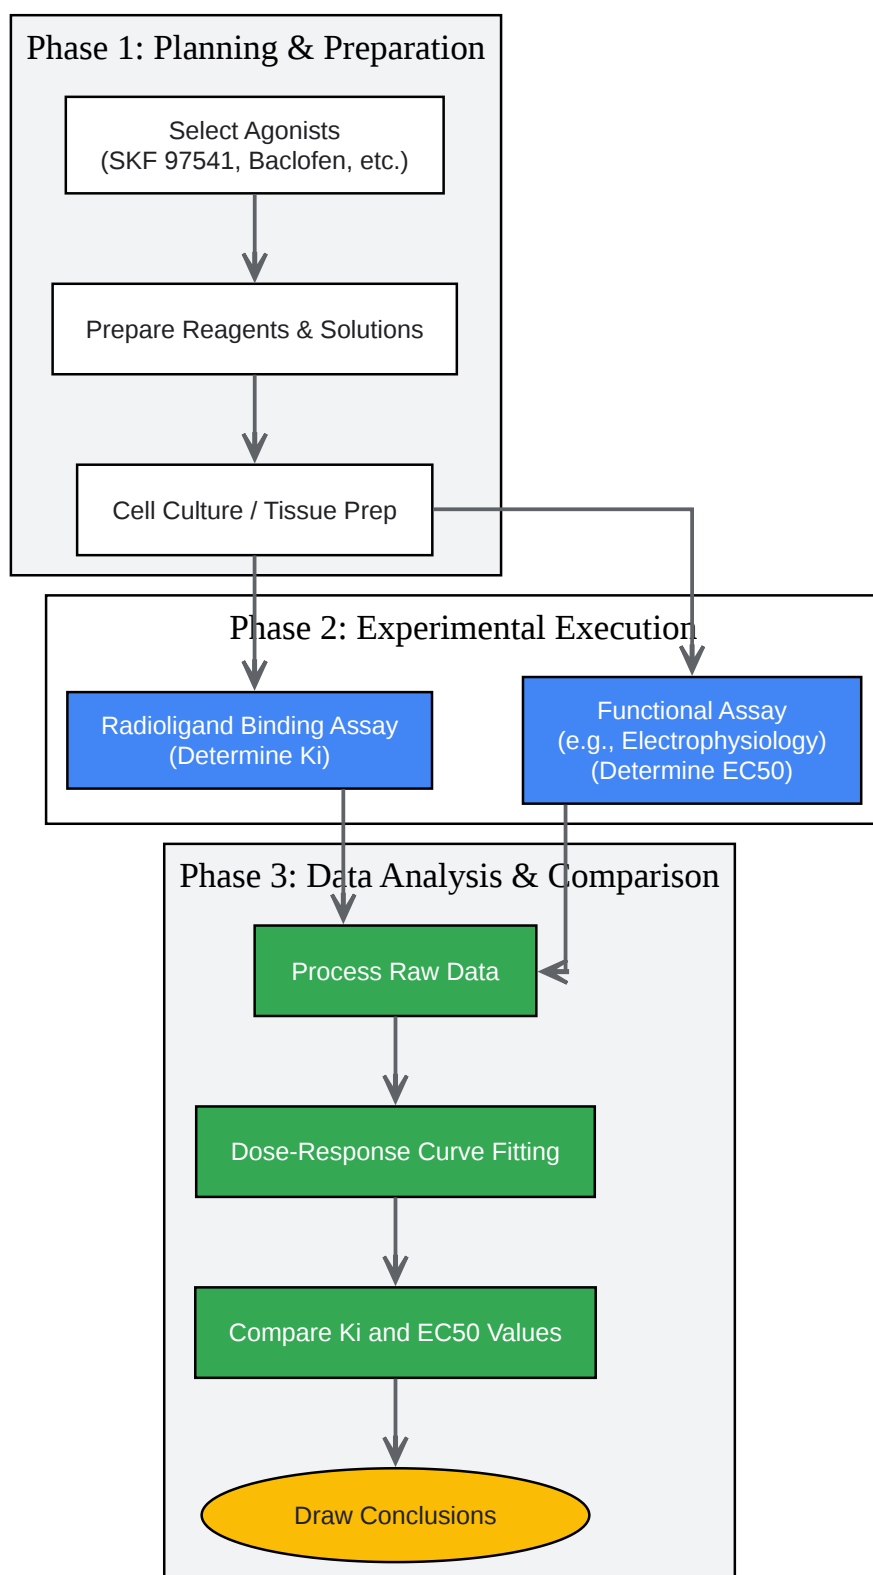 Phase 1: Planning & Preparation
Select Agonists
(SKF 97541, Baclofen, etc.)
Prepare Reagents & Solutions
Cell Culture / Tissue Prep
Phase 2: Experimental Execution
Radioligand Binding Assay
(Determine Ki)
Functional Assay
(e.g., Electrophysiology)
(Determine EC50)
Phase 3: Data Analysis & Comparison
Process Raw Data
Dose-Response Curve Fitting
Compare Ki and EC50 Values
Draw Conclusions